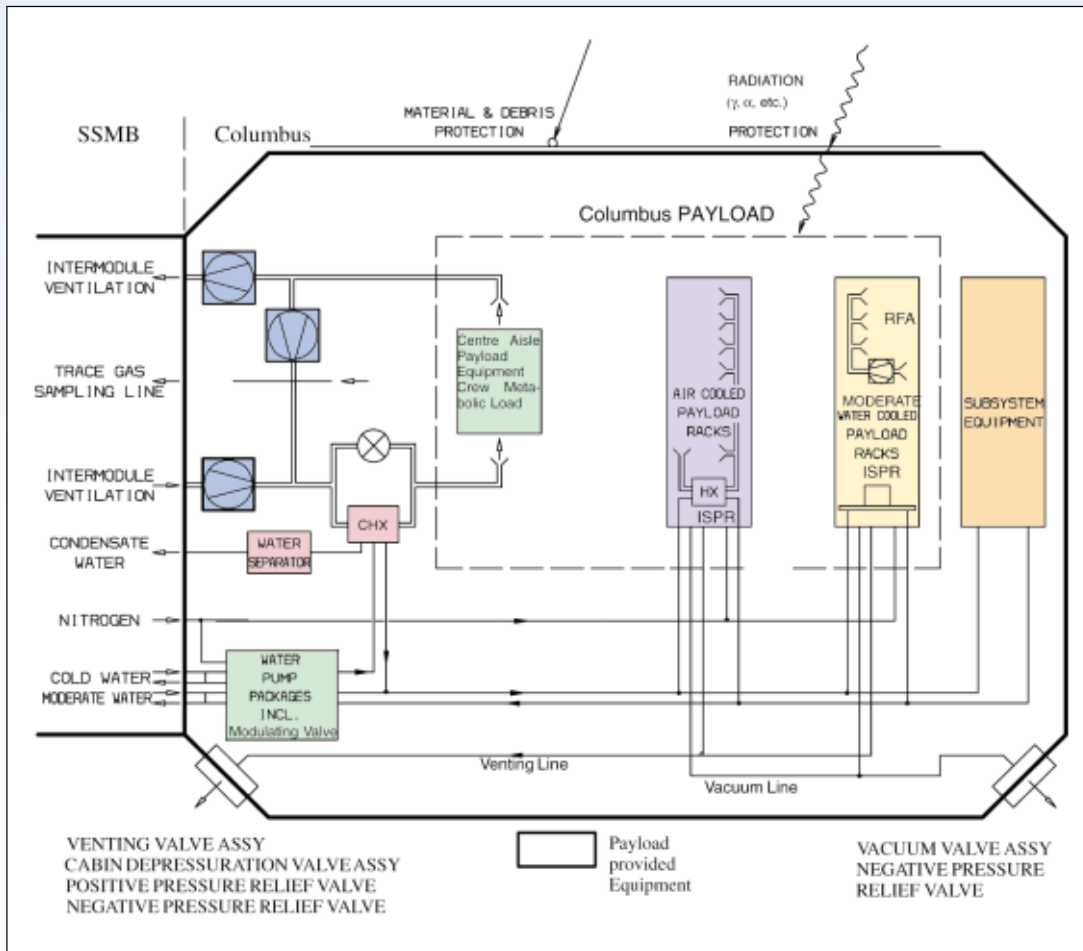 RADIATION
(γ, α, etc.)
MATERIAL & DEBRIS
PROTECTION
PROTECTION
SSMB
Columbus
Columbus PAYLOAD
INTERMODULE
VENTILATION
TRACE GAS
SAMPLING LINE
INTERMODULE
VENTILATION
CONDENSATE
WATER
NITROGEN
COLD WATER
MODERATE WATER
Centre Aisle
Payload
Equipment
Crew Meta-
bolic Load
CHX
WATER
SEPARATOR
WATER
PUMP
PACKAGES
INCL.
Modulating Valve
AIR COOLED
PAYLOAD
RACKS
HX
ISPR
RFA
MODERATE
WATER COOLED
PAYLOAD
RACKS
ISPR
SUBSYSTEM
EQUIPMENT
Venting Line
Vacuum Line
VENTING VALVE ASSY
CABIN DEPRESSURATION VALVE ASSY
POSITIVE PRESSURE RELIEF VALVE
NEGATIVE PRESSURE RELIEF VALVE
Payload
provided
Equipment
VACUUM VALVE ASSY
NEGATIVE PRESSURE
RELIEF VALVE